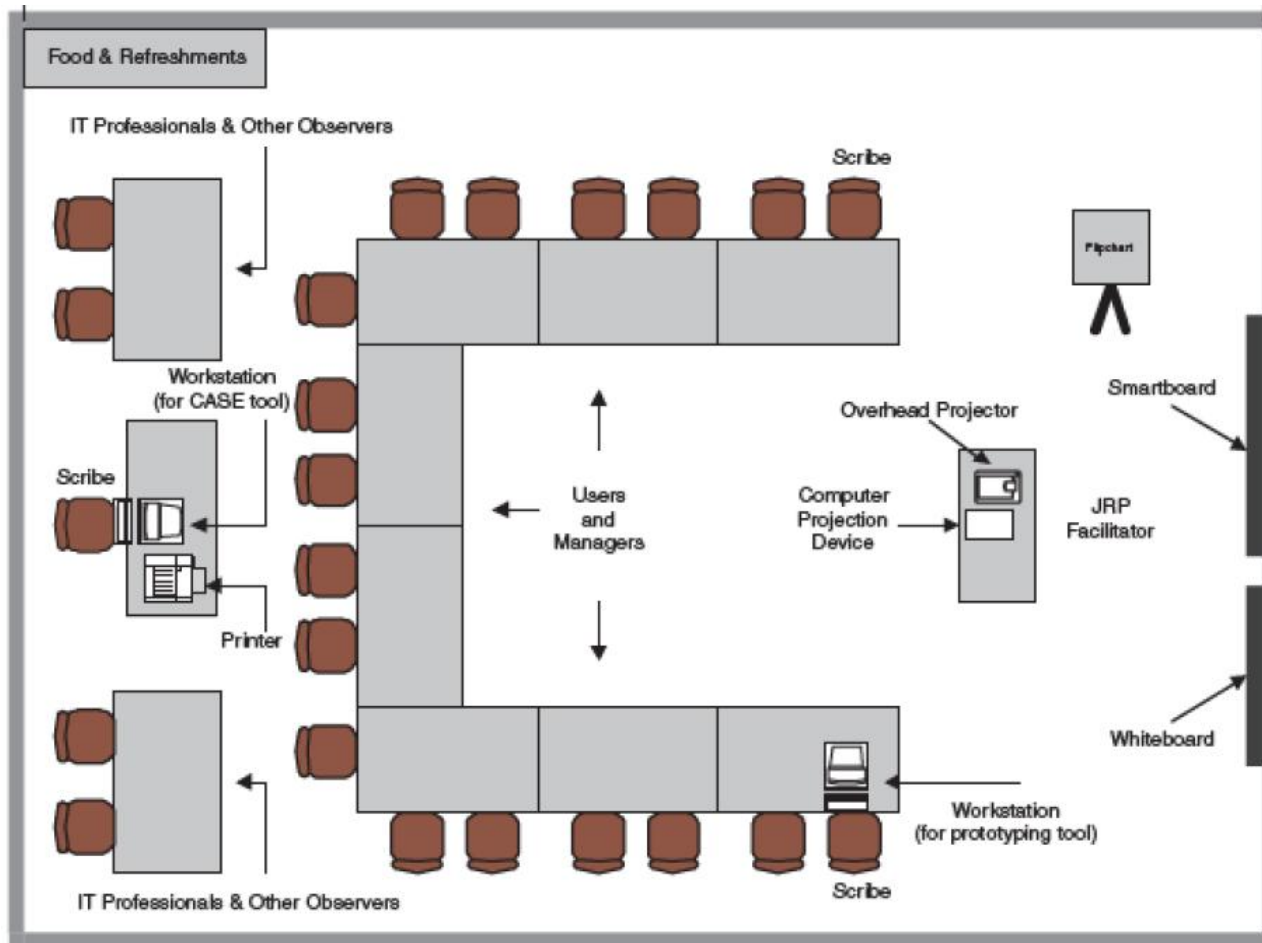 Food & Refreshments
IT Professionals & Other Observers
Scribe
Flipchart
Workstation
(for CASE tool)
Smartboard
Overhead Projector
Scribe
Users
and
Managers
Computer
Projection
Device
JRP
Facilitator
Printer
Whiteboard
Workstation
(for prototyping tool)
Scribe
IT Professionals & Other Observers